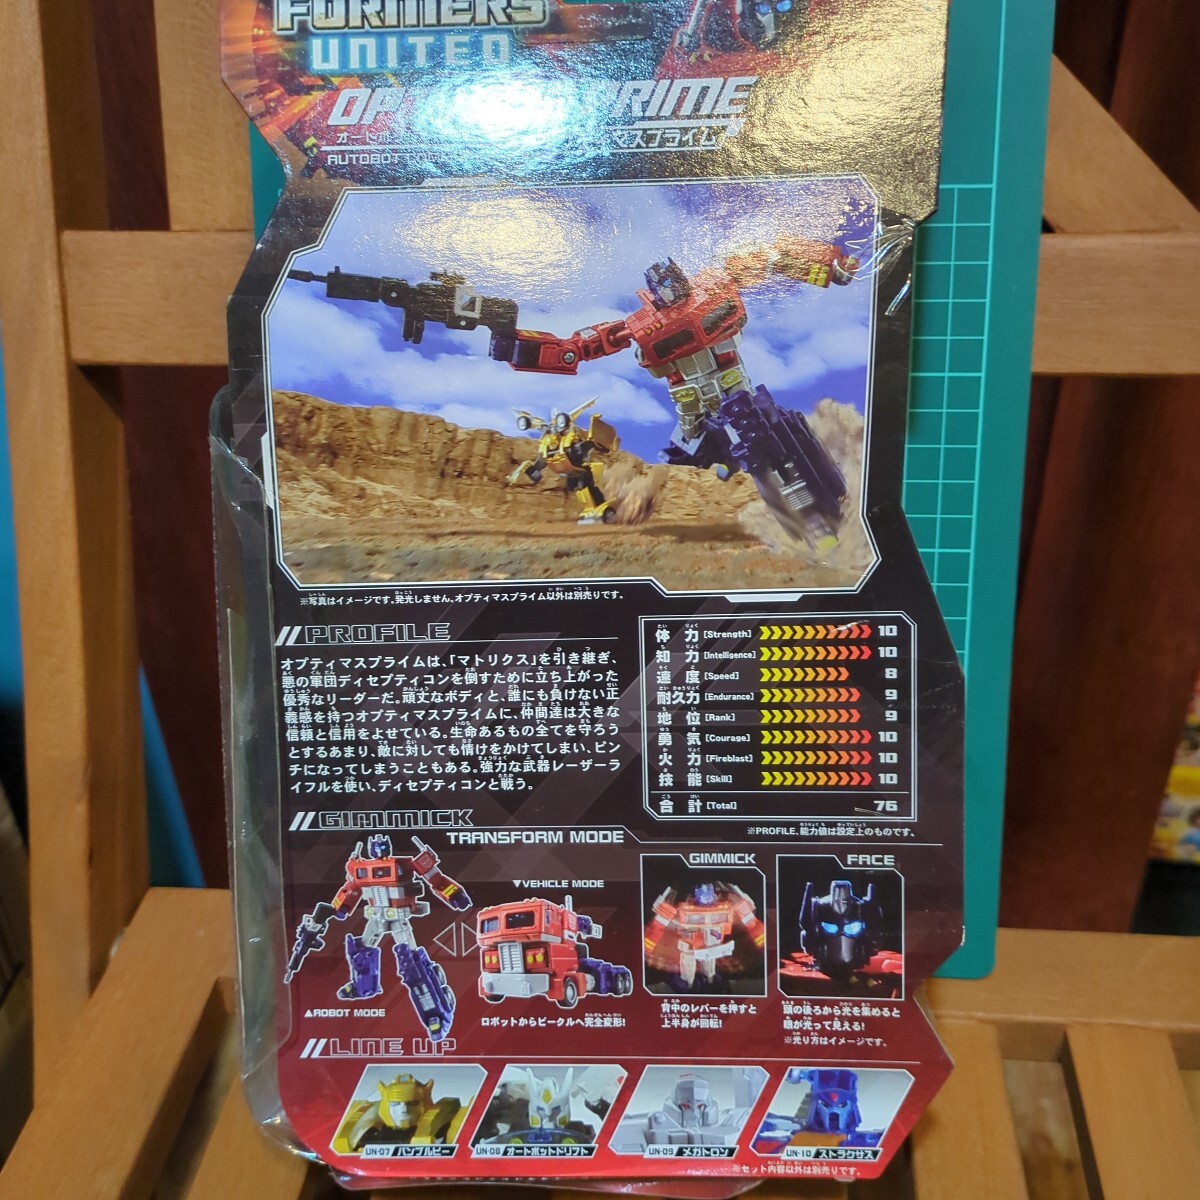 FORMERS
UNITED
PRIME
マスプライム
※写真はイメージです。発光しません。オプティマスプライム以外は別売りです。
PROFILE
オプティマスプライムは、「マトリクス」を引き継ぎ、
悪の軍団ディセプティコンを倒すために立ち上がった
優秀なリーダーだ。頑丈なボディと、誰にも負けない正
義感を持つオプティマスプライムに、仲間達は大きな
信頼と信用をよせている。生命あるもの全てを守ろう
とするあまり、敵に対しても情けをかけてしまい、ピン
チになってしまうこともある。強力な武器レーザーライ
フルを使い、ディセプティコンと戦う。
体力 [Strength] 10
知力 [Intelligence] 10
速度 [Speed] 8
耐久力 [Endurance] 9
地位 [Rank] 9
勇気 [Courage] 10
火力 [Fireblast] 10
技能 [Skill] 10
合計 [Total] 76
※PROFILE、能力値は設定上のものです。
GIMMICK
TRANSFORM MODE
▲ROBOT MODE
▼VEHICLE MODE
ロボットからビークルへ完全変形!
GIMMICK
背中のレバーを押すと
上半身が回転!
FACE
頭の後ろから光を集めると
眼が光って見える!
※光り方はイメージです。
LINE UP
UN-07 バンブルビー
UN-08 オートボットドリフト
UN-09 メガトロン
UN-10 ストラクサス
※セット内容以外は別売りです。